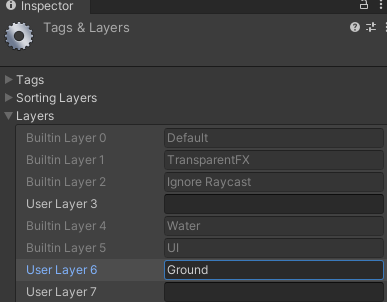 Inspector
Tags & Layers
Tags
Sorting Layers
Layers
Builtin Layer 0 Default
Builtin Layer 1 TransparentFX
Builtin Layer 2 Ignore Raycast
User Layer 3
Builtin Layer 4 Water
Builtin Layer 5 UI
User Layer 6 Ground
User Layer 7